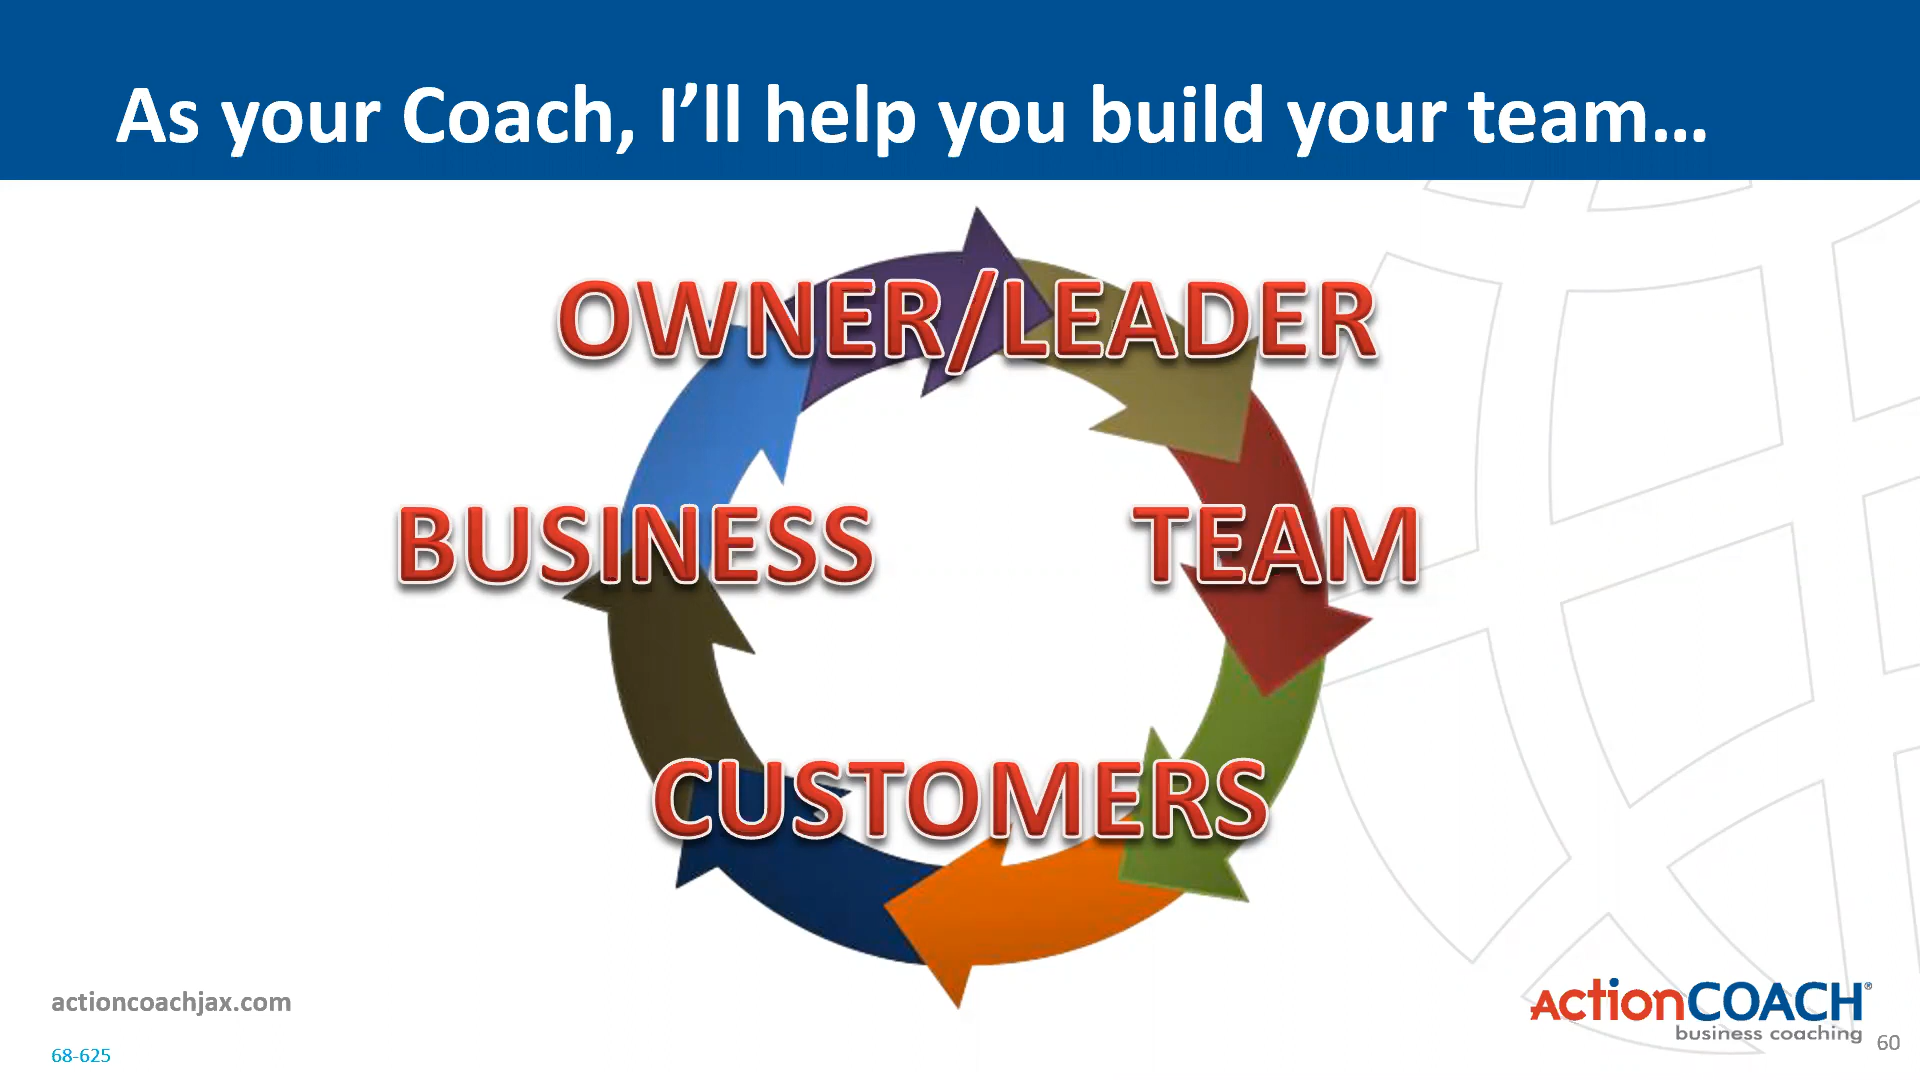 As your Coach, I’ll help you build your team…
OWNER/LEADER
BUSINESS
TEAM
CUSTOMERS
actioncoachjax.com
68-625
ActionCOACH®
business coaching
60